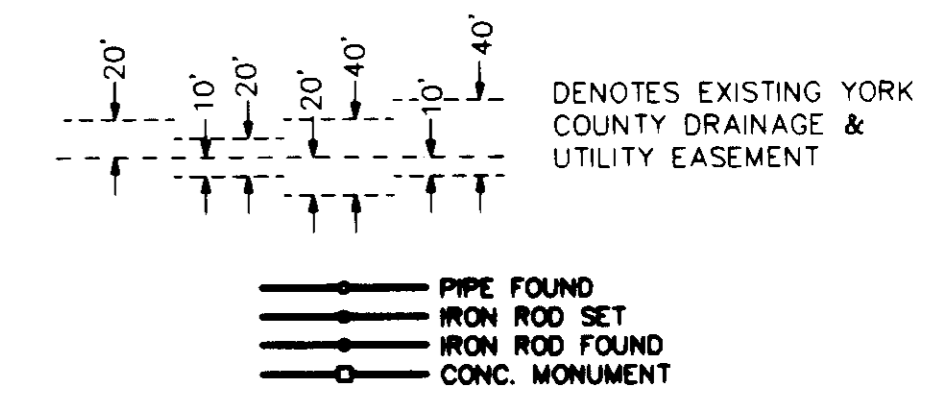 20' 10' 20' 20' 40' 10' 40'
DENOTES EXISTING YORK
COUNTY DRAINAGE &
UTILITY EASEMENT
PIPE FOUND
IRON ROD SET
IRON ROD FOUND
CONC. MONUMENT